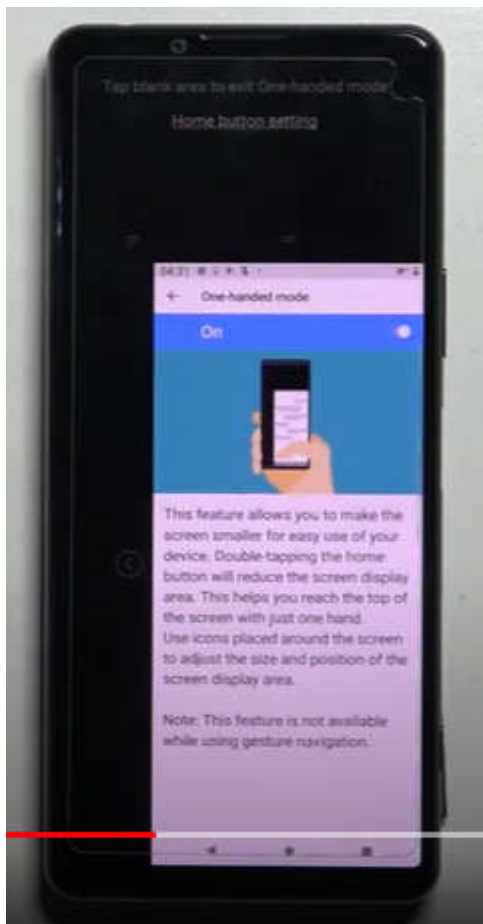 Tap blank area to exit One-handed mode
Home button setting
04:21
One-handed mode
On
This feature allows you to make the
screen smaller for easy use of your
device. Double-tapping the home
button will reduce the screen display
area. This helps you reach the top of
the screen with just one hand.
Use icons placed around the screen
to adjust the size and position of the
screen display area.
Note: This feature is not available
while using gesture navigation.